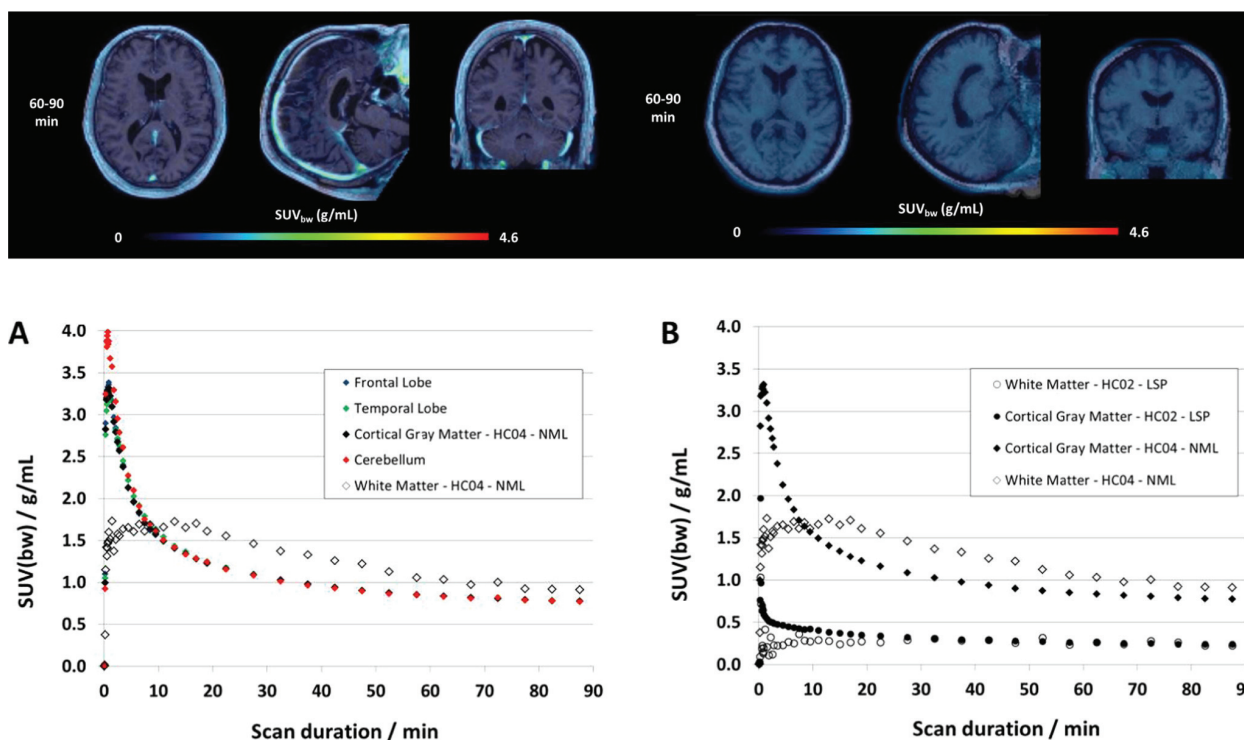 60-90
min
SUVbw (g/mL)
0
4.6
60-90
min
SUVbw (g/mL)
0
4.6
A
SUV(bw) / g/mL
4.0
3.5
3.0
2.5
2.0
1.5
1.0
0.5
0.0
Frontal Lobe
Temporal Lobe
Cortical Gray Matter - HC04 - NML
Cerebellum
White Matter - HC04 - NML
0 10 20 30 40 50 60 70 80 90
Scan duration / min
B
SUV(bw) / g/mL
4.0
3.5
3.0
2.5
2.0
1.5
1.0
0.5
0.0
White Matter - HC02 - LSP
Cortical Gray Matter - HC02 - LSP
Cortical Gray Matter - HC04 - NML
White Matter - HC04 - NML
0 10 20 30 40 50 60 70 80 90
Scan duration / min